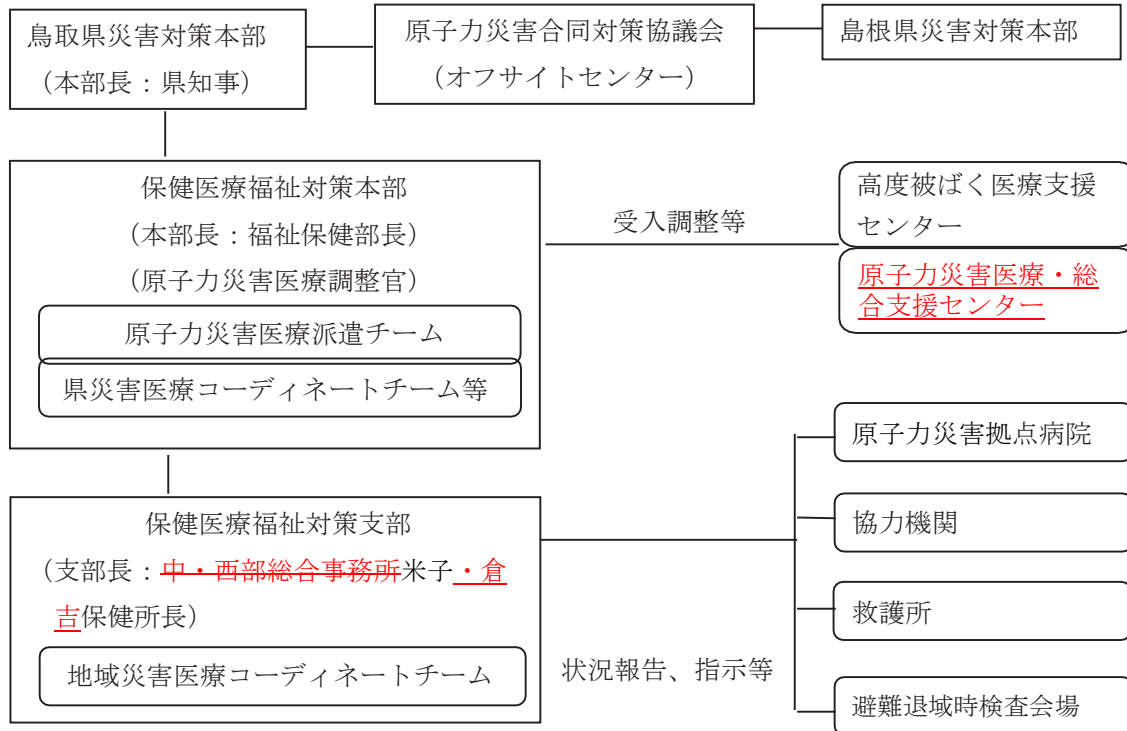 鳥取県災害対策本部
(本部長:県知事)
原子力災害合同対策協議会
(オフサイトセンター)
島根県災害対策本部
保健医療福祉対策本部
(本部長:福祉保健部長)
(原子力災害医療調整官)
原子力災害医療派遣チーム
県災害医療コーディネートチーム等
受入調整等
高度被ばく医療支援
センター
原子力災害医療・総
合支援センター
保健医療福祉対策支部
(支部長:中・西部総合事務所米子・倉
吉保健所長)
地域災害医療コーディネートチーム
状況報告、指示等
原子力災害拠点病院
協力機関
救護所
避難退域時検査会場